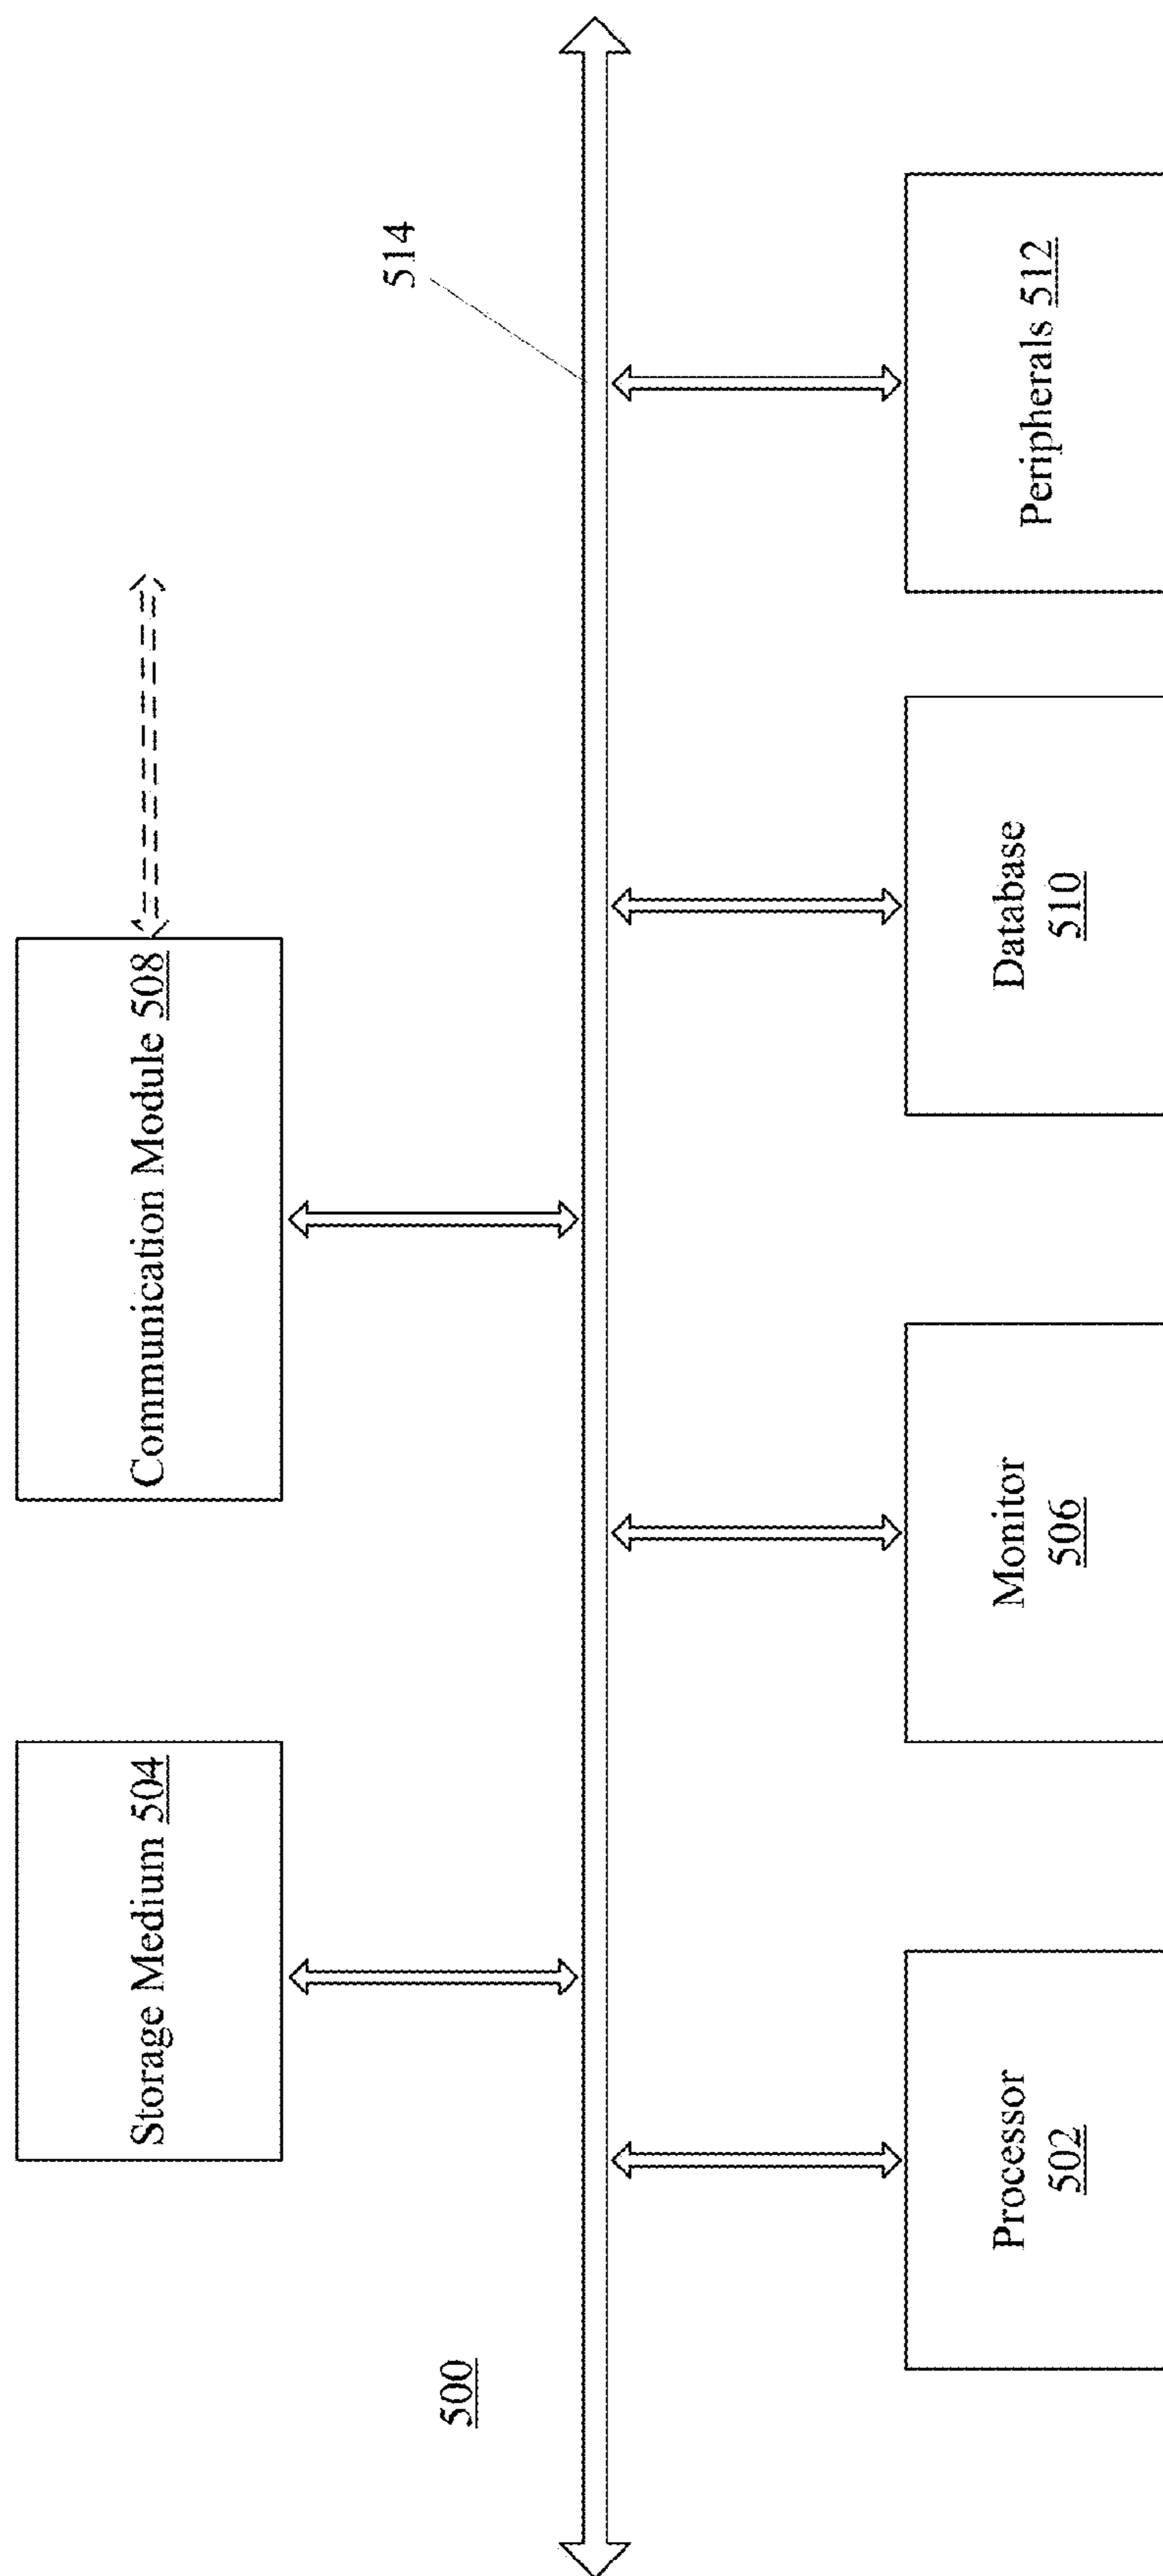 Storage Medium 504
Communication Module 508
514
500
Processor
502
Monitor
506
Database
510
Peripherals 512